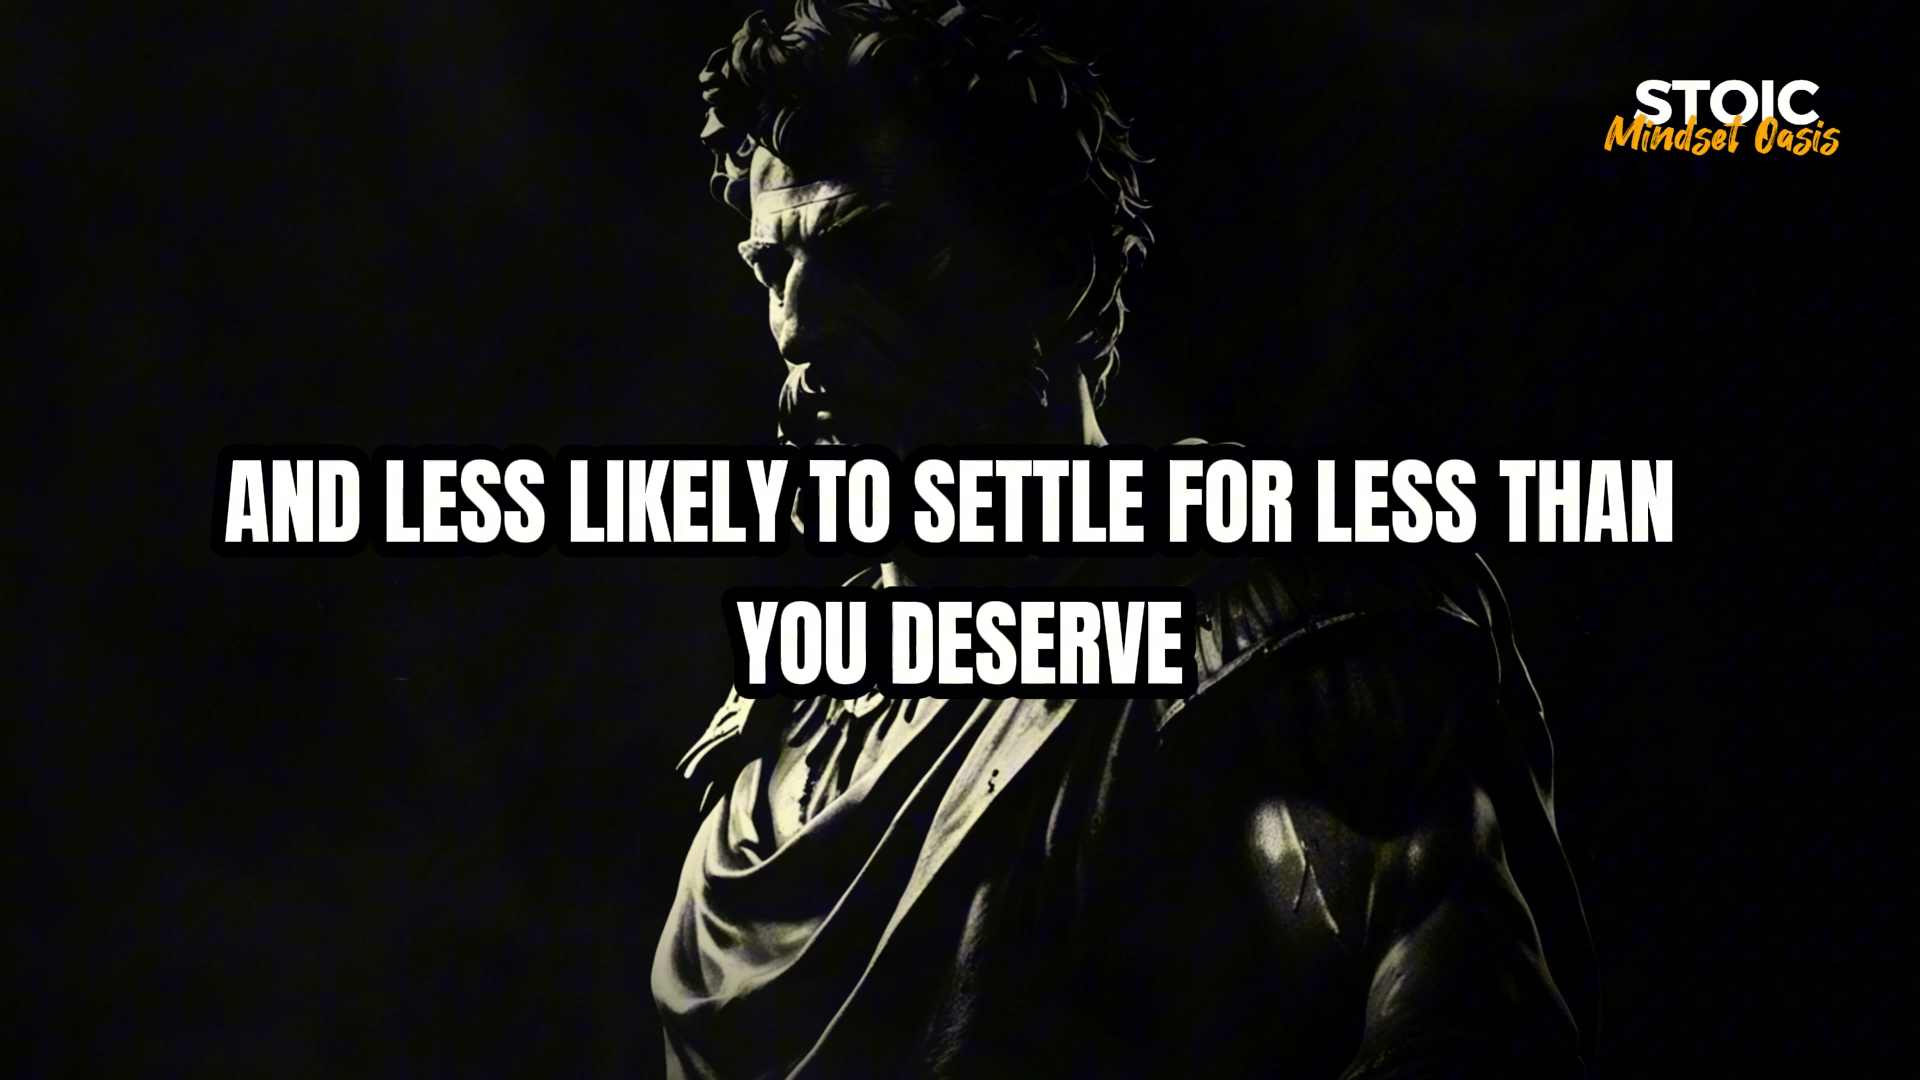 STOIC
Mindset Oasis
AND LESS LIKELY TO SETTLE FOR LESS THAN
YOU DESERVE